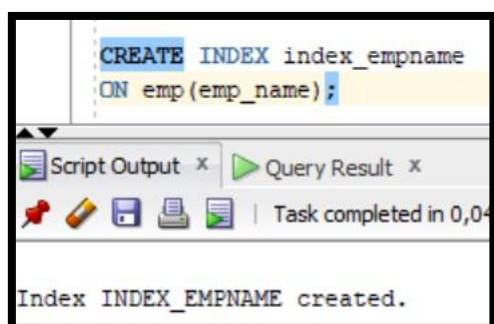 CREATE INDEX index_empname
ON emp(emp_name);
Script Output x Query Result x
Task completed in 0,04
Index INDEX_EMPNAME created.